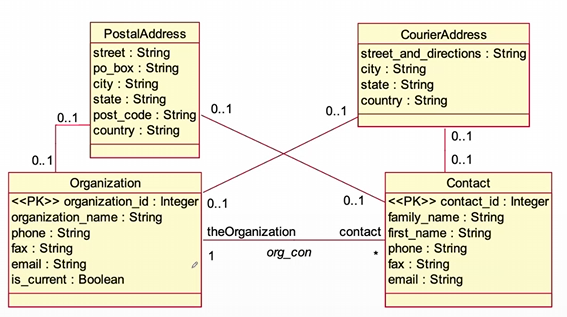 PostalAddress
street : String
po_box : String
city : String
state : String
post_code : String
country : String
CourierAddress
street_and_directions : String
city : String
state : String
country : String
0..1
0..1
0..1
0..1
0..1
0..1
0..1
0..1
Organization
<<PK>> organization_id : Integer
organization_name : String
phone : String
fax : String
email : String
is_current : Boolean
theOrganization
contact
1
org_con
*
Contact
<<PK>> contact_id : Integer
family_name : String
first_name : String
phone : String
fax : String
email : String